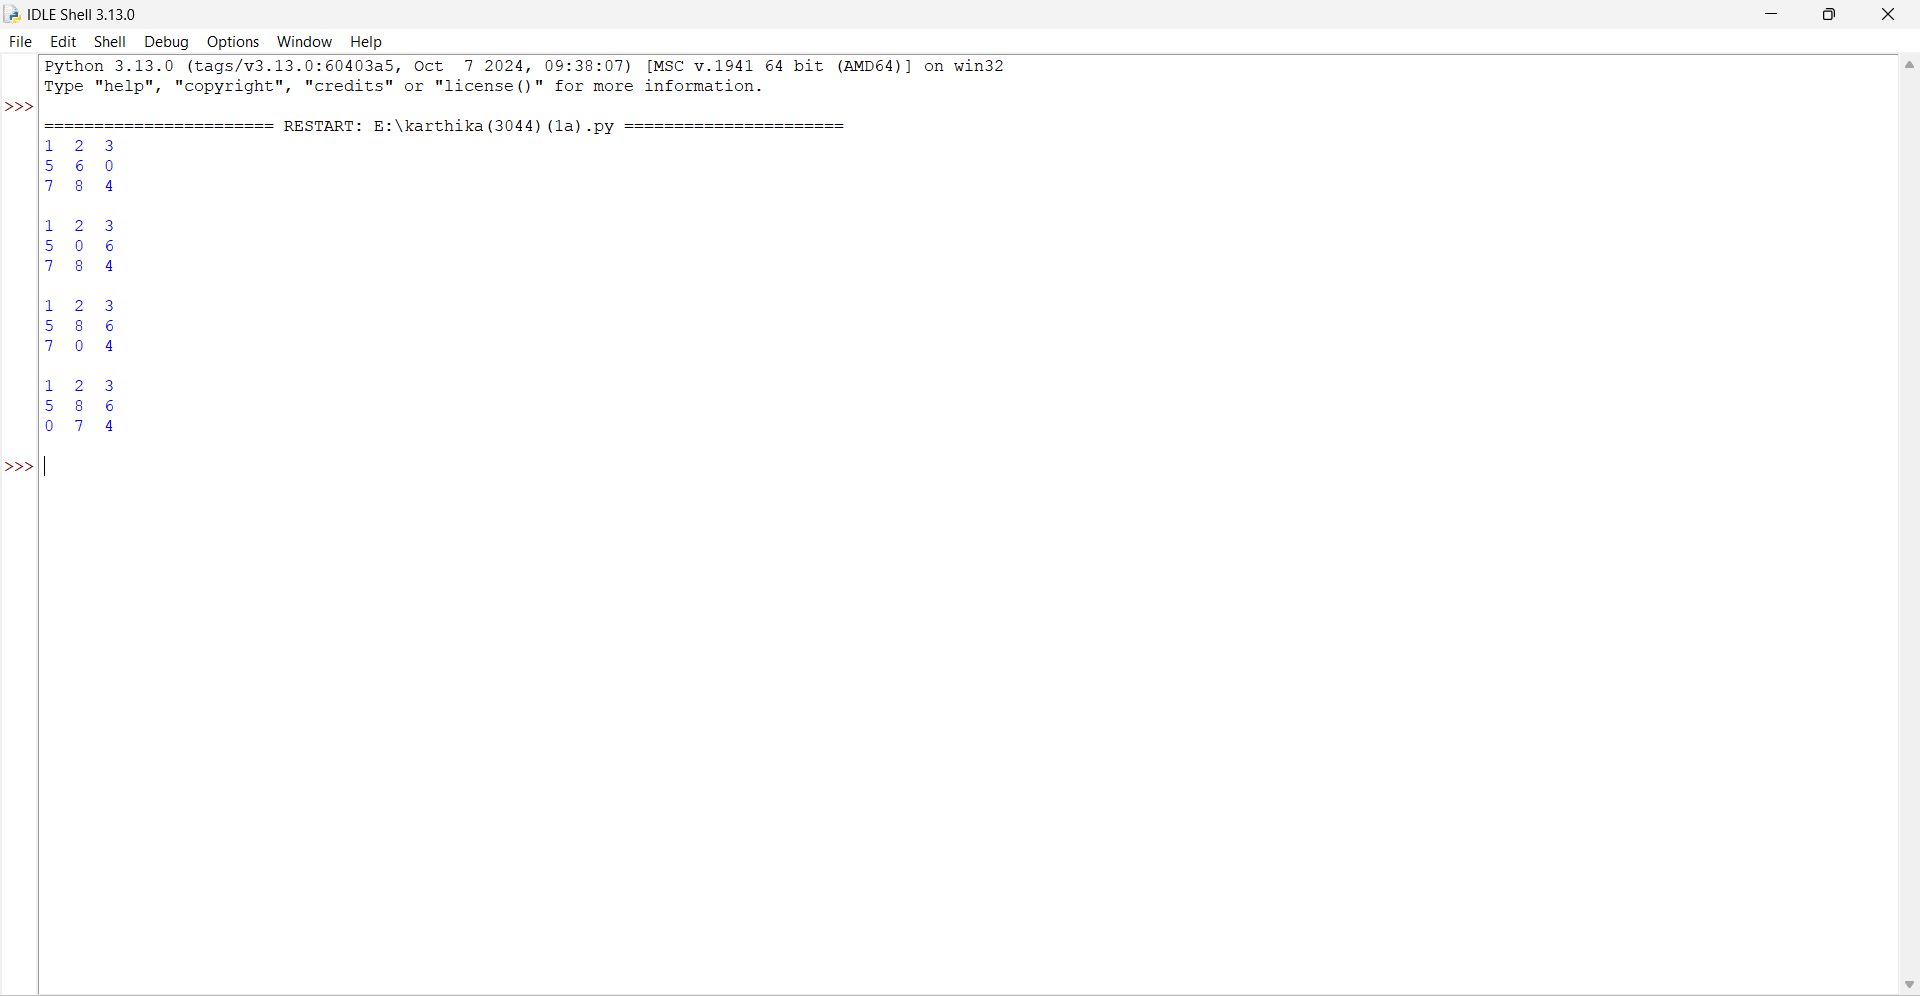 IDLE Shell 3.13.0
File Edit Shell Debug Options Window Help
Python 3.13.0 (tags/v3.13.0:60403a5, Oct  7 2024, 09:38:07) [MSC v.1941 64 bit (AMD64)] on win32
Type "help", "copyright", "credits" or "license()" for more information.
>>>
======================= RESTART: E:\karthika(3044)(1a).py ======================
1  2  3
5  6  0
7  8  4
1  2  3
5  0  6
7  8  4
1  2  3
5  8  6
7  0  4
1  2  3
5  8  6
0  7  4
>>>